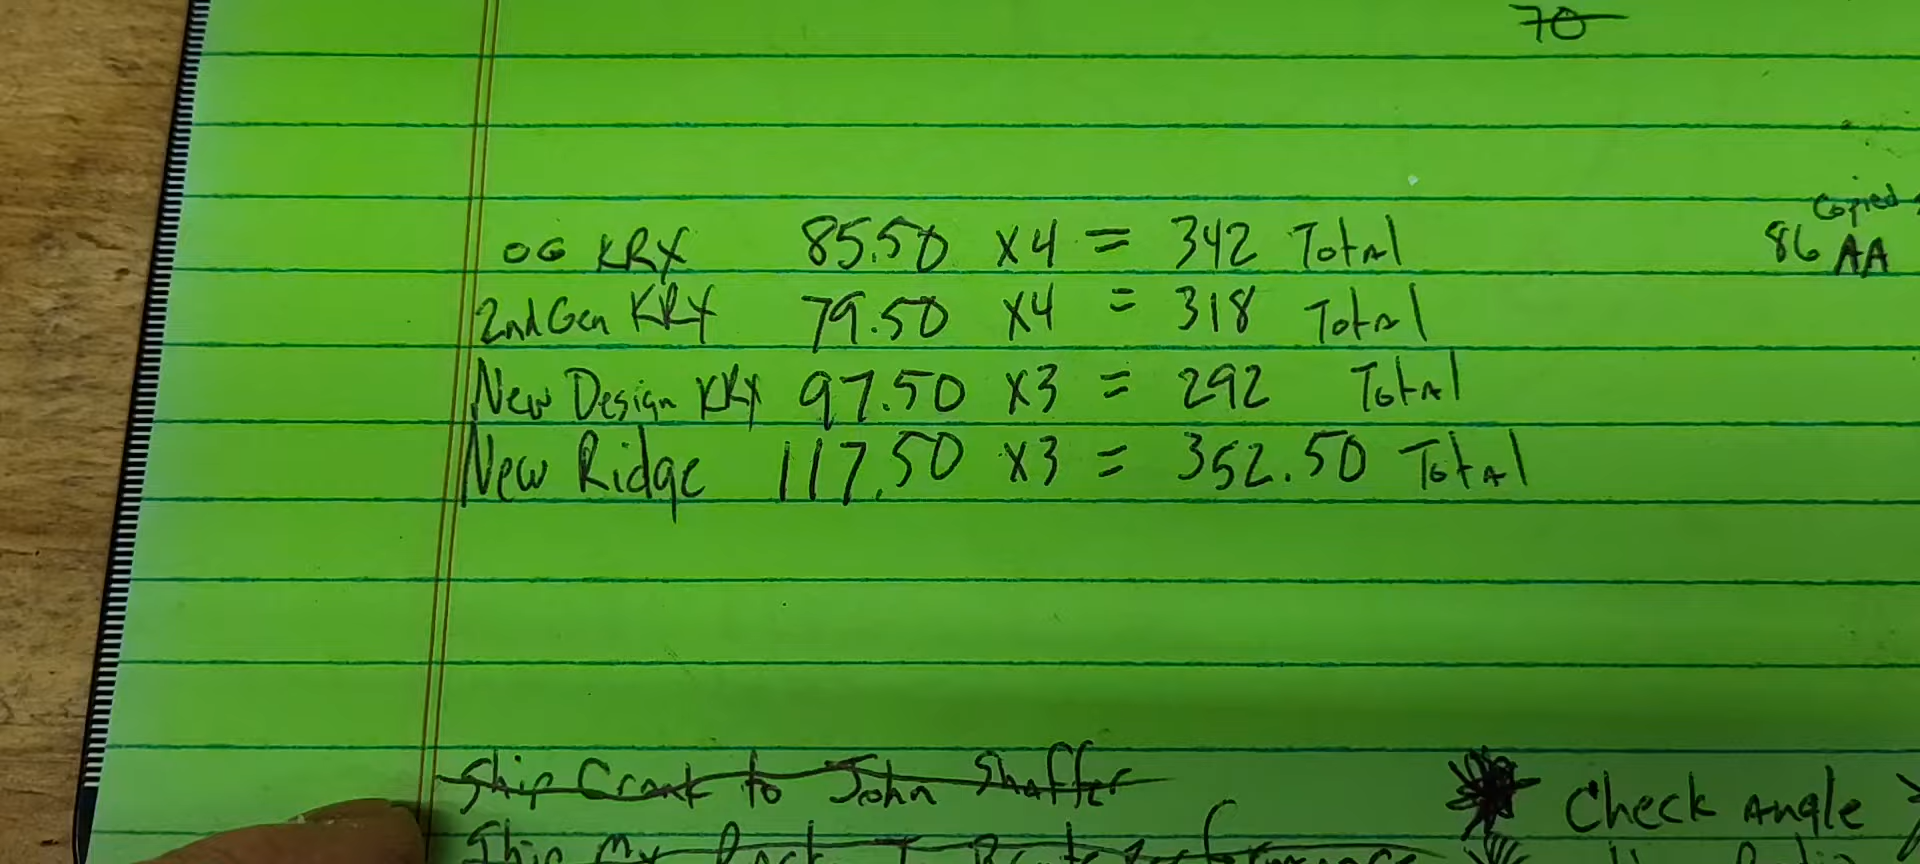 70
Copied
OG KRX 85.50 X4 = 342 Total
86 AA
2nd Gen KRX 79.50 X4 = 318 Total
New Design KRX 97.50 X3 = 292 Total
New Ridge 117.50 X3 = 352.50 Total
Ship Crank to John Shaffer
Check Angle
Ship My